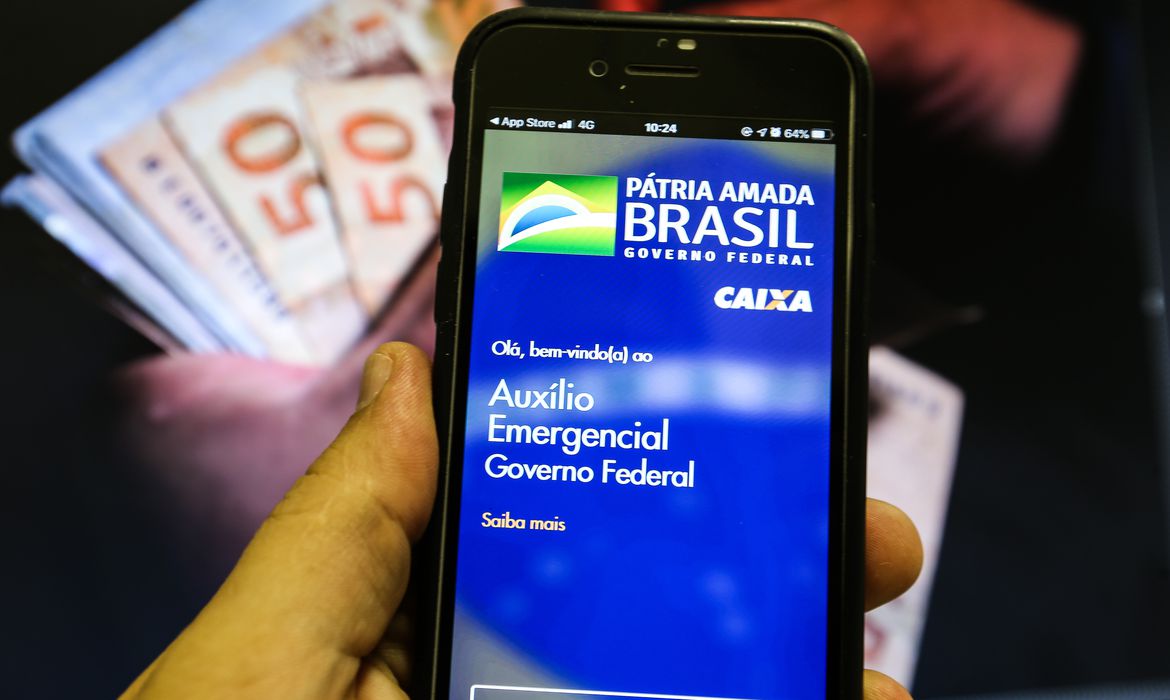 50
50
App Store 4G 10:24 64%
PÁTRIA AMADA
BRASIL
GOVERNO FEDERAL
CAIXA
Olá, bem-vindo(a) ao
Auxílio
Emergencial
Governo Federal
Saiba mais